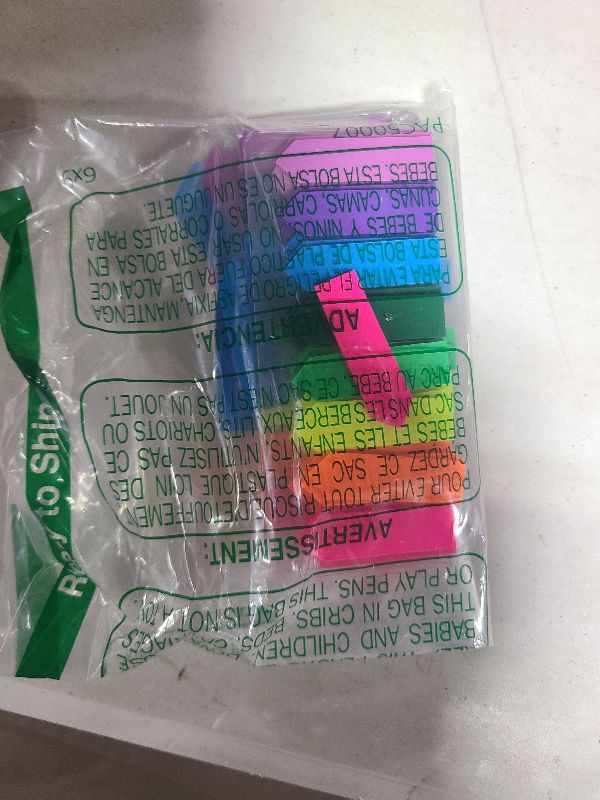 BABIES AND CHILDREN. USE
THIS BAG IN CRIBS, BEDS,
OR PLAY PENS. THIS BAG IS NOT A TOY.
AVERTISSEMENT:
POUR EVITER TOUT RISQUE D'ETOUFFEMENT
GARDEZ CE SAC EN PLASTIQUE LOIN DES
BEBES ET LES ENFANTS. N'UTILISEZ PAS CE
SAC DANS LES BERCEAUX, LITS, CHARIOTS OU
PARC AU BEBE. CE SAC N'EST PAS UN JOUET.
ADVERTENCIA:
PARA EVITAR EL PELIGRO DE ASFIXIA, MANTENGA
ESTA BOLSA DE PLASTICO FUERA DEL ALCANCE
DE BEBES Y NINOS. NO USAR ESTA BOLSA EN
CUNAS, CAMAS, CARRIOLAS O CORRALES PARA
BEBES. ESTA BOLSA NO ES UN JUGUETE.
PAC50007
6x9
Ready to Ship